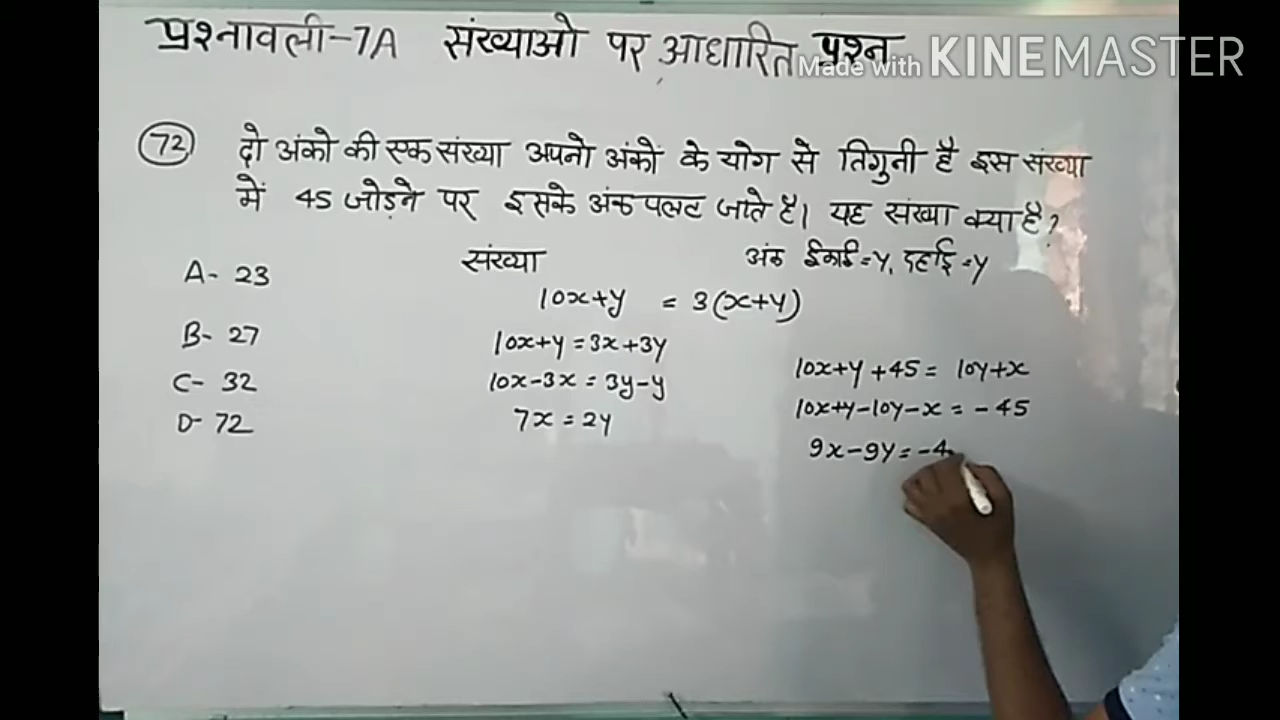 प्रश्नावली-7A संख्याओ पर आधारित प्रश्न
Made with KINEMASTER
72 दो अंको की एक संख्या अपनो अंकों के योग से तिगुनी है इस संख्या
में 45 जोड़ने पर इसके अंक पलट जाते है। यह संख्या क्या है?
A- 23
B- 27
C- 32
D- 72
संख्या
10x+y = 3(x+y)
10x+y = 3x+3y
10x-3x = 3y-y
7x = 2y
अंक ईकाई=y, दहाई=y
10x+y+45 = 10y+x
10x+y-10y-x = -45
9x-9y = -4